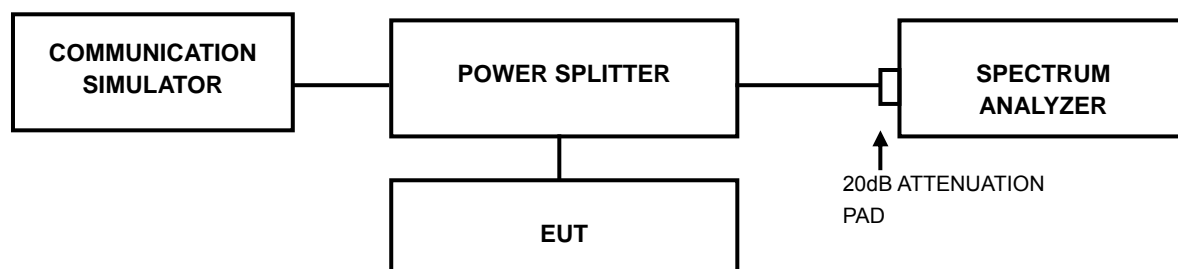 COMMUNICATION
SIMULATOR
POWER SPLITTER
SPECTRUM
ANALYZER
20dB ATTENUATION
PAD
EUT